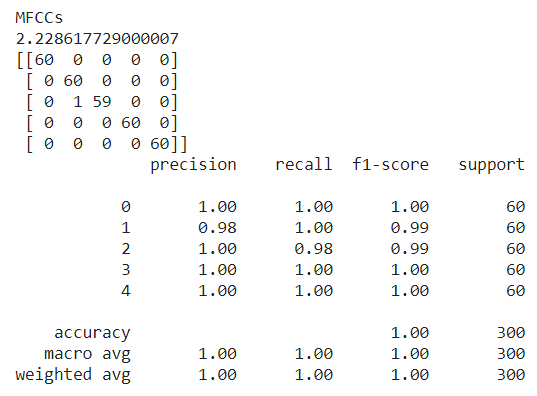 MFCCs
2.228617729000007
[[60  0  0  0  0]
 [ 0 60  0  0  0]
 [ 0  1 59  0  0]
 [ 0  0  0 60  0]
 [ 0  0  0  0 60]]
              precision    recall  f1-score   support

           0       1.00      1.00      1.00        60
           1       0.98      1.00      0.99        60
           2       1.00      0.98      0.99        60
           3       1.00      1.00      1.00        60
           4       1.00      1.00      1.00        60

    accuracy                           1.00       300
   macro avg       1.00      1.00      1.00       300
weighted avg       1.00      1.00      1.00       300